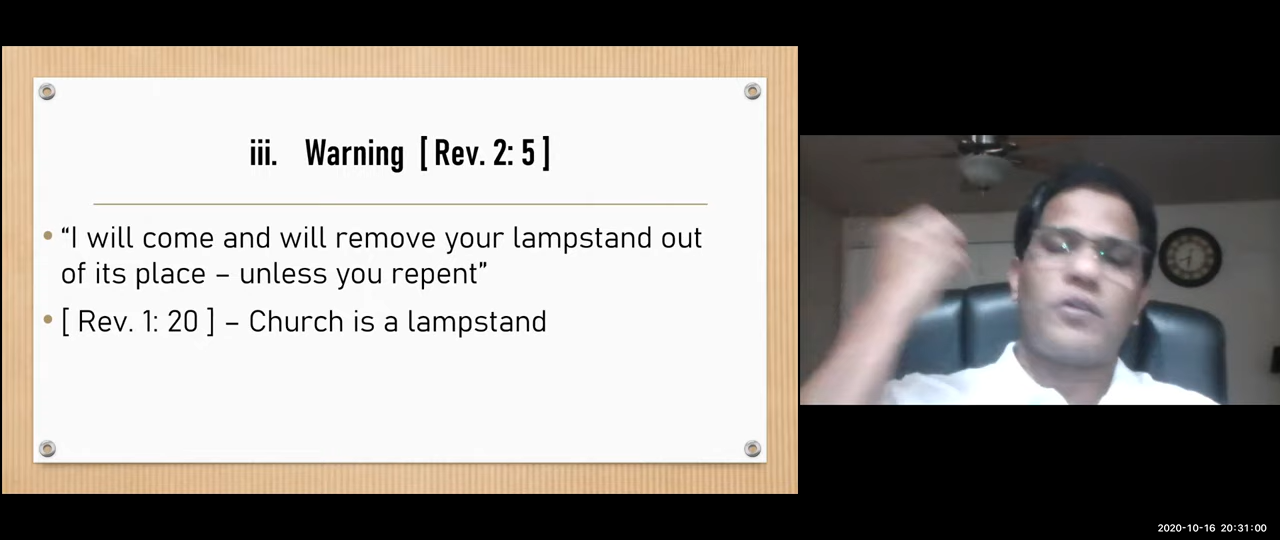 iii. Warning [ Rev. 2: 5 ]
• “I will come and will remove your lampstand out
of its place – unless you repent”
• [ Rev. 1: 20 ] – Church is a lampstand
2020-10-16 20:31:00